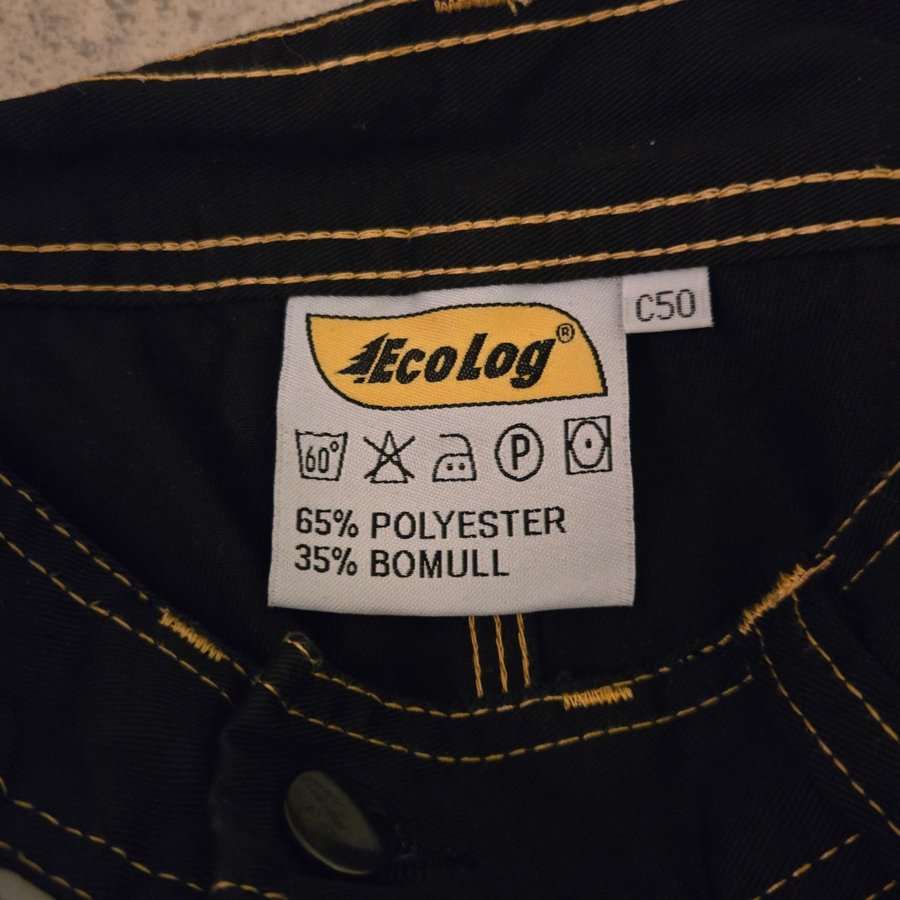 EcoLog®
C50
60° P
65% POLYESTER
35% BOMULL